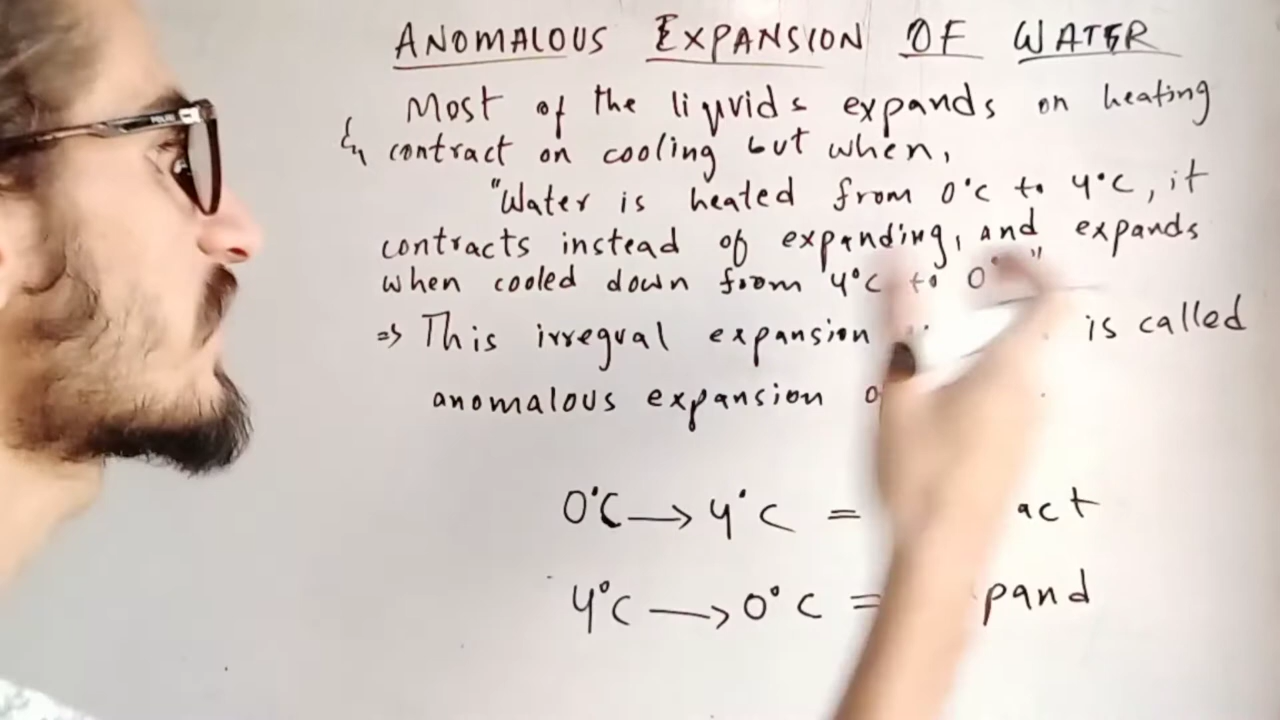 ANOMALOUS EXPANSION OF WATER
Most of the liquids expands on heating
& contract on cooling but when,
"Water is heated from 0°C to 4°C, it
contracts instead of expanding, and expands
when cooled down from 4°C to 0° "
⇒ This irregual expansion is called
anomalous expansion
0°C → 4°C = act
4°C → 0°C = pand